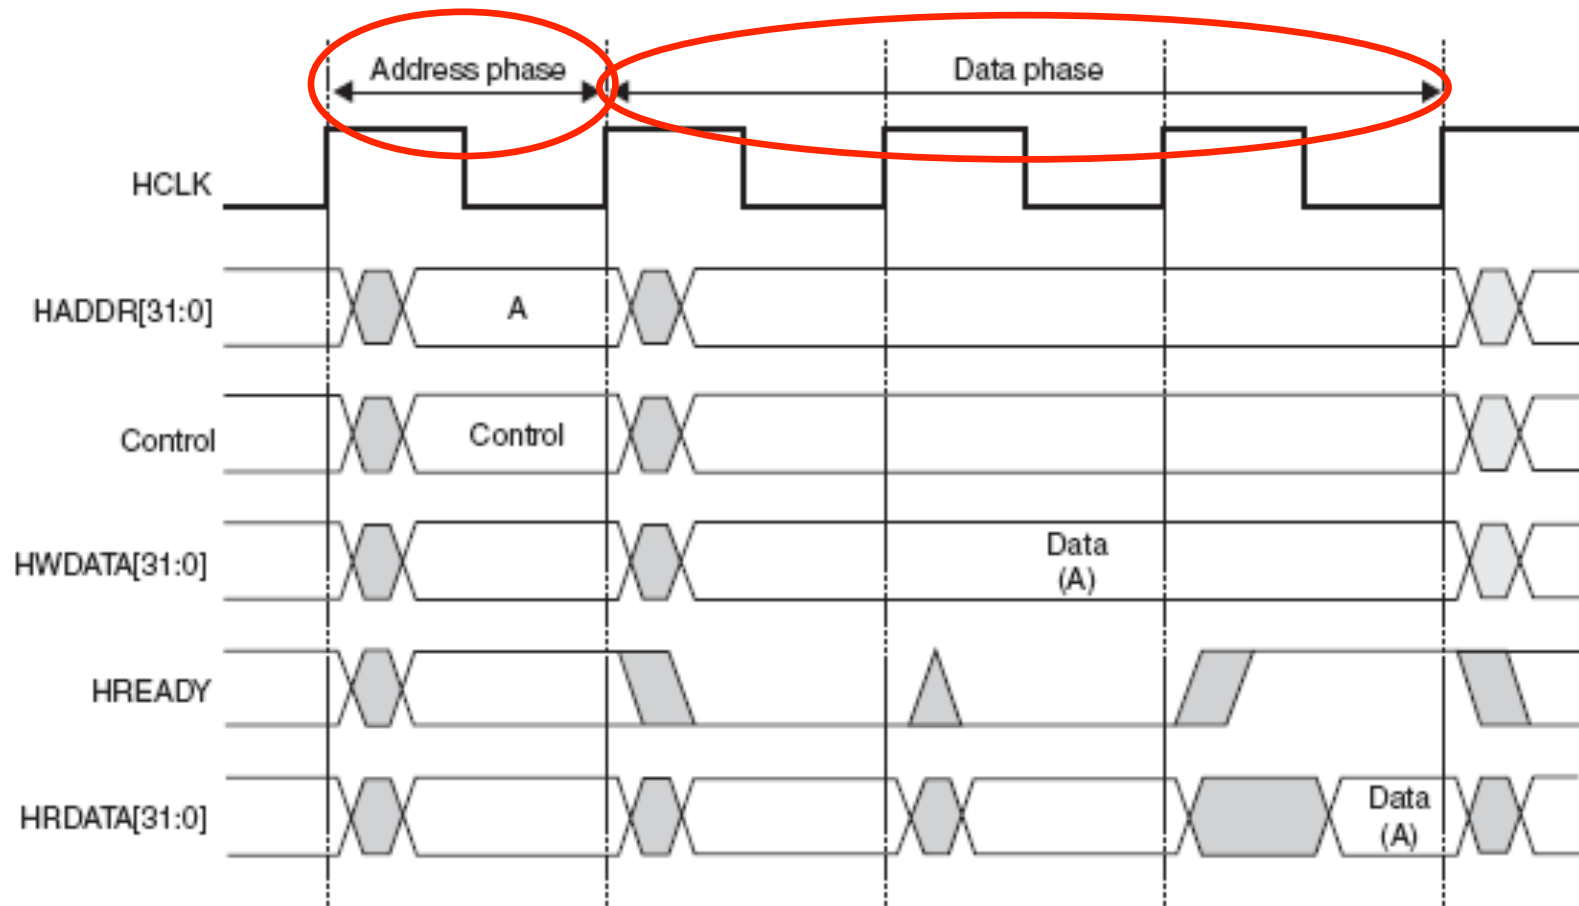 Address phase
Data phase
HCLK
HADDR[31:0]
A
Control
Control
HWDATA[31:0]
Data
(A)
HREADY
HRDATA[31:0]
Data
(A)